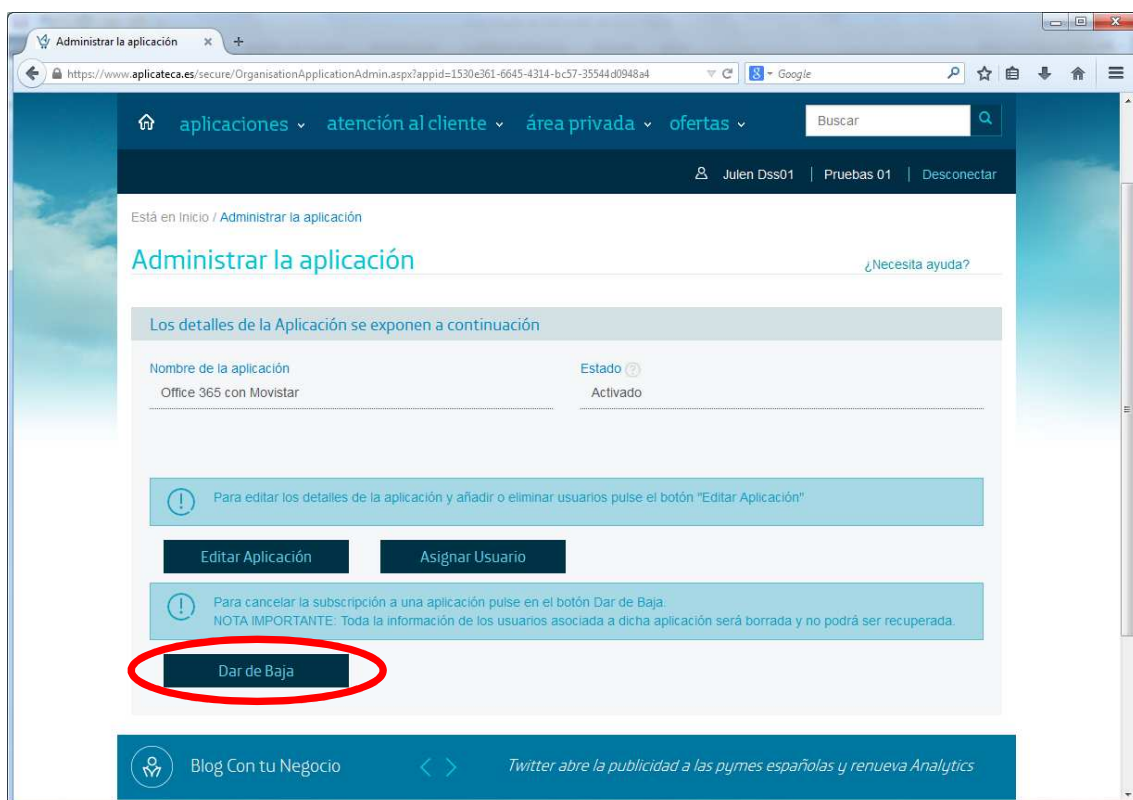 Administrar la aplicación
https://www.aplicateca.es/secure/OrganisationApplicationAdmin.aspx?appid=1530e361-6645-4314-bc57-35544d0948a4
Google
aplicaciones
atención al cliente
área privada
ofertas
Buscar
Julen Dss01 | Pruebas 01 | Desconectar
Está en Inicio / Administrar la aplicación
Administrar la aplicación
¿Necesita ayuda?
Los detalles de la Aplicación se exponen a continuación
Nombre de la aplicación
Estado ?
Office 365 con Movistar
Activado
Para editar los detalles de la aplicación y añadir o eliminar usuarios pulse el botón "Editar Aplicación"
Editar Aplicación
Asignar Usuario
Para cancelar la subscripción a una aplicación pulse en el botón Dar de Baja.
NOTA IMPORTANTE: Toda la información de los usuarios asociada a dicha aplicación será borrada y no podrá ser recuperada.
Dar de Baja
Blog Con tu Negocio
Twitter abre la publicidad a las pymes españolas y renueva Analytics